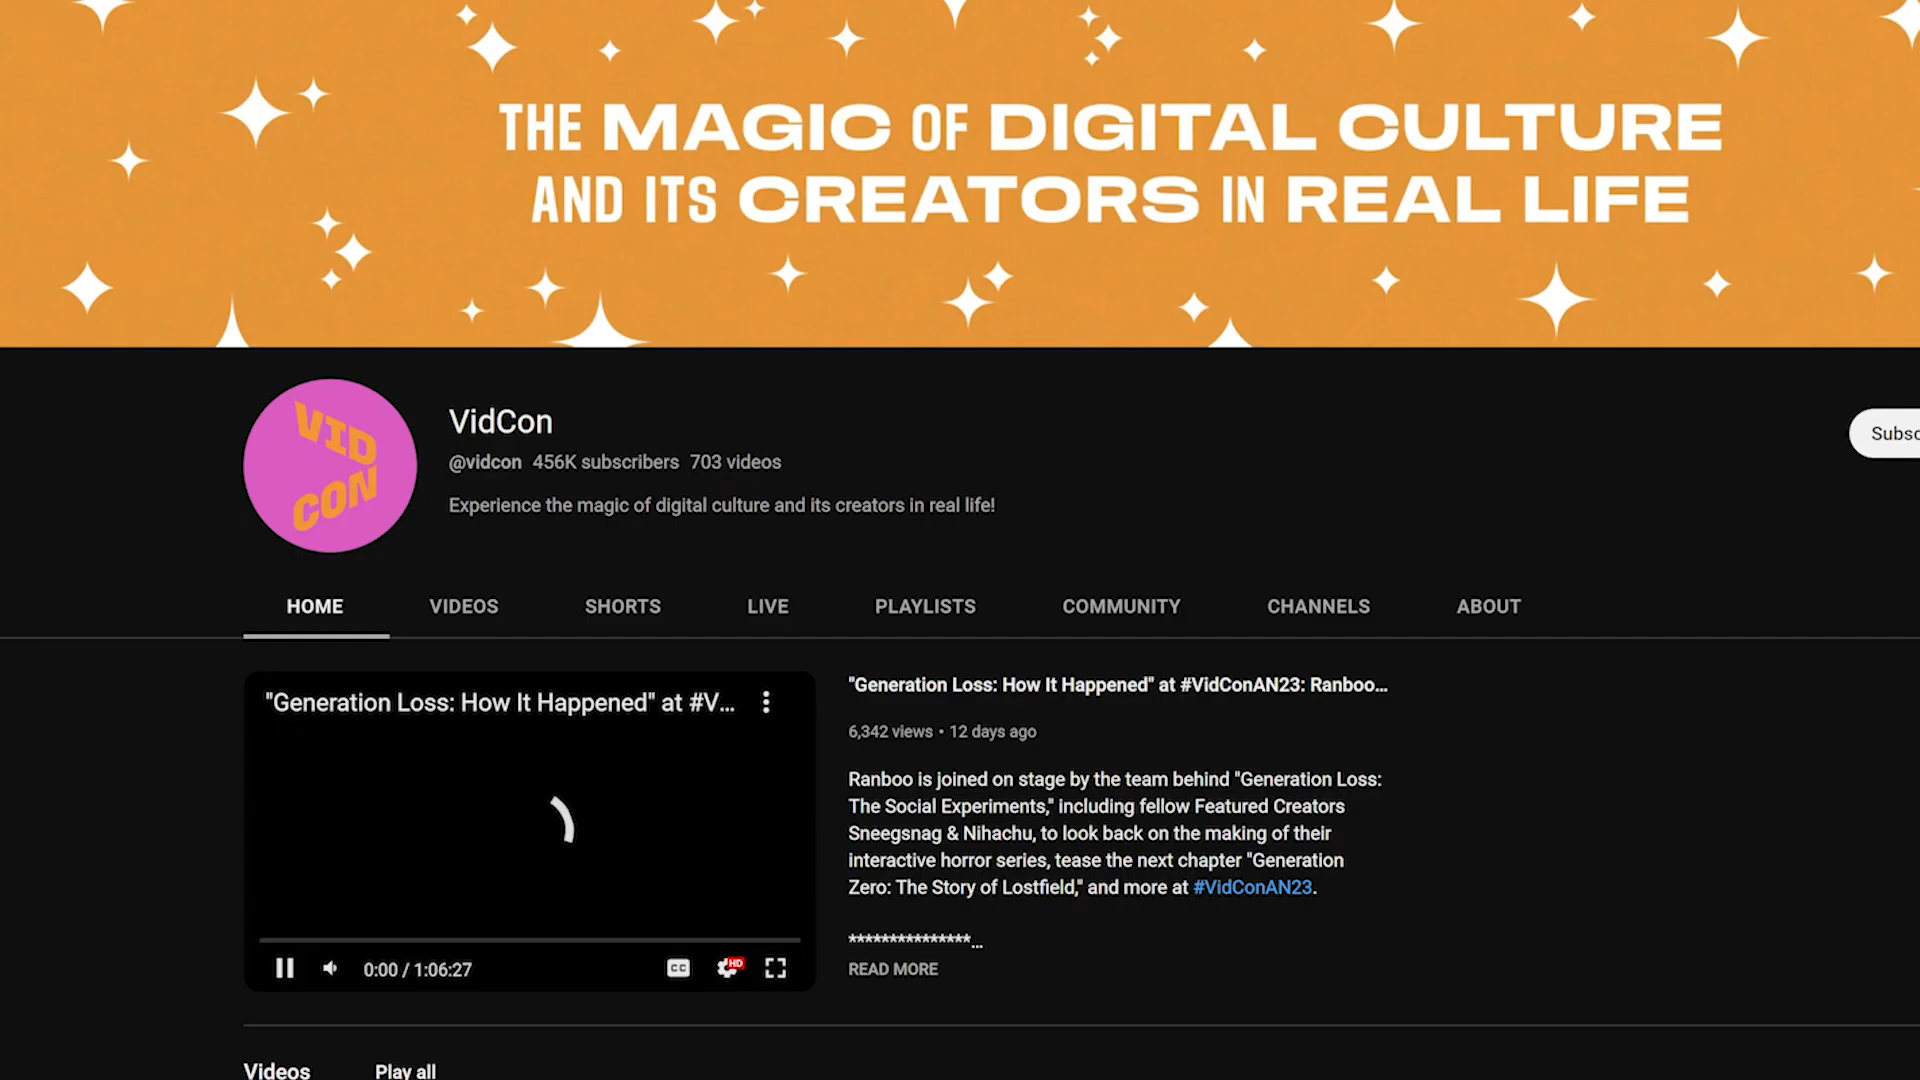 THE MAGIC OF DIGITAL CULTURE
AND ITS CREATORS IN REAL LIFE
VID
CON
VidCon
@vidcon 456K subscribers 703 videos
Experience the magic of digital culture and its creators in real life!
Subsc
HOME VIDEOS SHORTS LIVE PLAYLISTS COMMUNITY CHANNELS ABOUT
"Generation Loss: How It Happened" at #V...
0:00 / 1:06:27
CC
HD
"Generation Loss: How It Happened" at #VidConAN23: Ranboo...
6,342 views • 12 days ago
Ranboo is joined on stage by the team behind "Generation Loss:
The Social Experiments," including fellow Featured Creators
Sneegsnag & Nihachu, to look back on the making of their
interactive horror series, tease the next chapter "Generation
Zero: The Story of Lostfield," and more at #VidConAN23.
***************...
READ MORE
Videos Play all